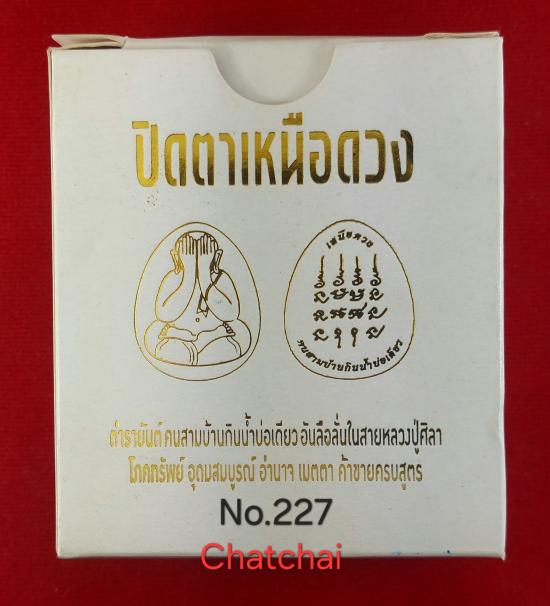 ปิดตาเหนือดวง
เหนือดวง
คนสามบ้านกินน้ำบ่อเดียว
ตำรายันต์ คนสามบ้านกินน้ำบ่อเดียว อันลือลั่นในสายหลวงปู่ศิลา
โภคทรัพย์ อุดมสมบูรณ์ อำนาจ เมตตา ค้าขายครบสูตร
No.227
Chatchai